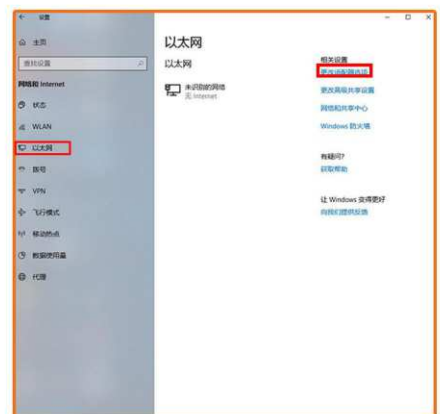 设置
主页
查找设置
网络和 Internet
状态
WLAN
以太网
拨号
VPN
飞行模式
移动热点
数据使用量
代理
以太网
以太网
未识别的网络
无 Internet
相关设置
更改适配器选项
更改高级共享设置
网络和共享中心
Windows 防火墙
有疑问?
获取帮助
让 Windows 变得更好
向我们提供反馈